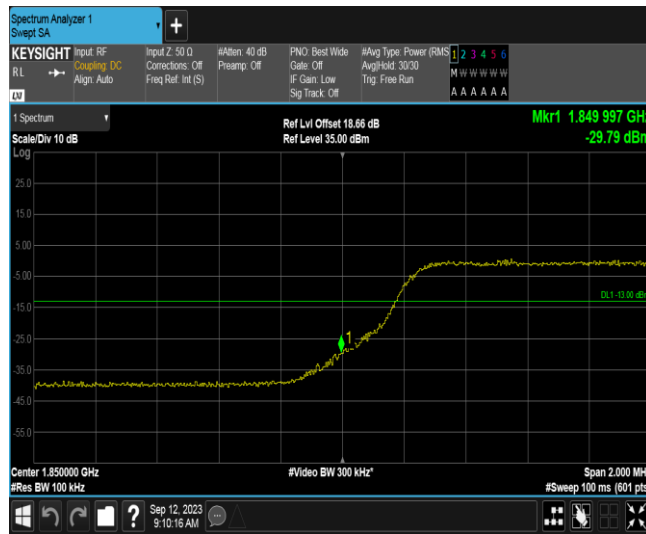 Spectrum Analyzer 1
Swept SA
+
KEYSIGHT Input: RF Input Z: 50 Ω #Atten: 40 dB PNO: Best Wide #Avg Type: Power (RMS 1 2 3 4 5 6
RL Coupling: DC Corrections: Off Preamp: Off Gate: Off Avg|Hold: 30/30 M W W W W W
Align: Auto Freq Ref: Int (S) IF Gain: Low Trig: Free Run
LXI Sig Track: Off A A A A A A
1 Spectrum
Ref Lvl Offset 18.66 dB Mkr1 1.849 997 GHz
Scale/Div 10 dB Ref Level 35.00 dBm -29.79 dBm
Log
25.0
15.0
5.00
-5.00
DL1 -13.00 dBm
-15.0
-25.0
1
-35.0
-45.0
-55.0
Center 1.850000 GHz #Video BW 300 kHz* Span 2.000 MH
#Res BW 100 kHz #Sweep 100 ms (601 pts
? Sep 12, 2023
9:10:16 AM